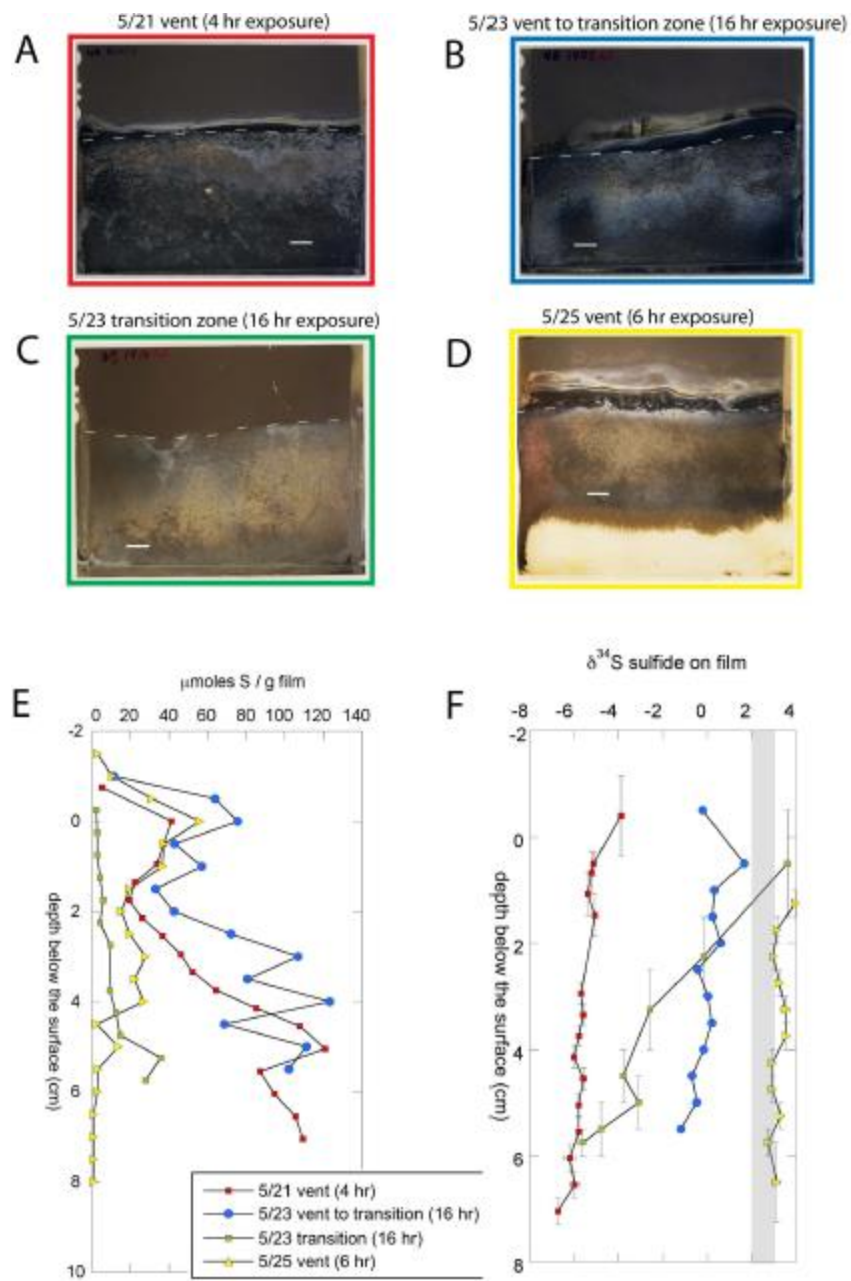 5/21 vent (4 hr exposure)
5/23 vent to transition zone (16 hr exposure)
A
B
5/23 transition zone (16 hr exposure)
5/25 vent (6 hr exposure)
C
D
E
μmoles S / g film
0 20 40 60 80 100 120 140
-2
0
2
4
6
8
10
depth below the surface (cm)
5/21 vent (4 hr)
5/23 vent to transition (16 hr)
5/23 transition (16 hr)
5/25 vent (6 hr)
F
δ³⁴S sulfide on film
-8 -6 -4 -2 0 2 4
-2
0
2
4
6
8
depth below the surface (cm)